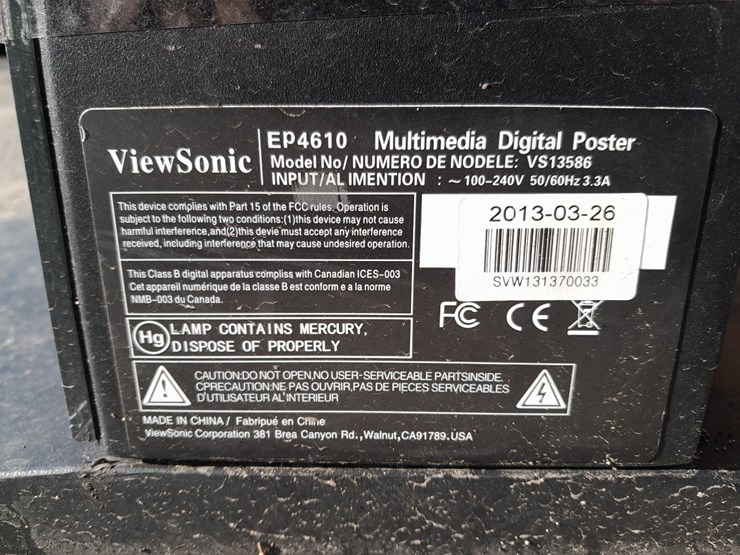 ViewSonic
EP4610 Multimedia Digital Poster
Model No/ NUMERO DE NODELE: VS13586
INPUT/AL IMENTION : ~ 100-240V 50/60Hz 3.3A
This device complies with Part 15 of the FCC rules. Operation is
subject to the following two conditions:(1)this device may not cause
harmful interference,and(2)this devie must accept any interference
received, including interference that may cause undesired operation.
2013-03-26
SVW131370033
This Class B digital apparatus compliss with Canadian ICES-003
Cet appareil numérique de la classe B est conform e a la norme
NMB-003 du Canada.
FC CE
Hg
LAMP CONTAINS MERCURY,
DISPOSE OF PROPERLY
CAUTION:DO NOT OPEN,NO USER-SERVICEABLE PARTSINSIDE.
CPRECAUTION:NE PAS OUVRIR,PAS DE PIECES SERVICEABLES
D'UTILISATEUR AL'INTERIEUR
MADE IN CHINA / Fabripué en Chine
ViewSonic Corporation 381 Brea Canyon Rd.,Walnut,CA91789.USA